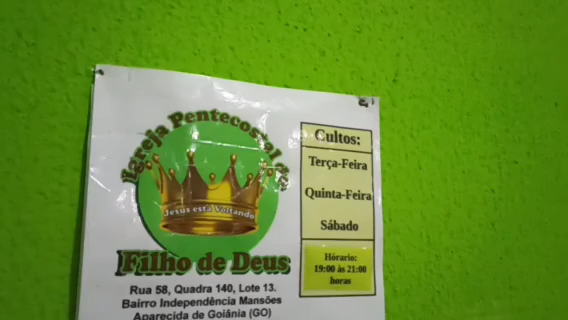 Igreja Pentecostal do
Jesus está Voltando
Filho de Deus
Rua 58, Quadra 140, Lote 13.
Bairro Independência Mansões
Aparecida de Goiânia (GO)
Cultos:
Terça-Feira
Quinta-Feira
Sábado
Hórario:
19:00 às 21:00
horas